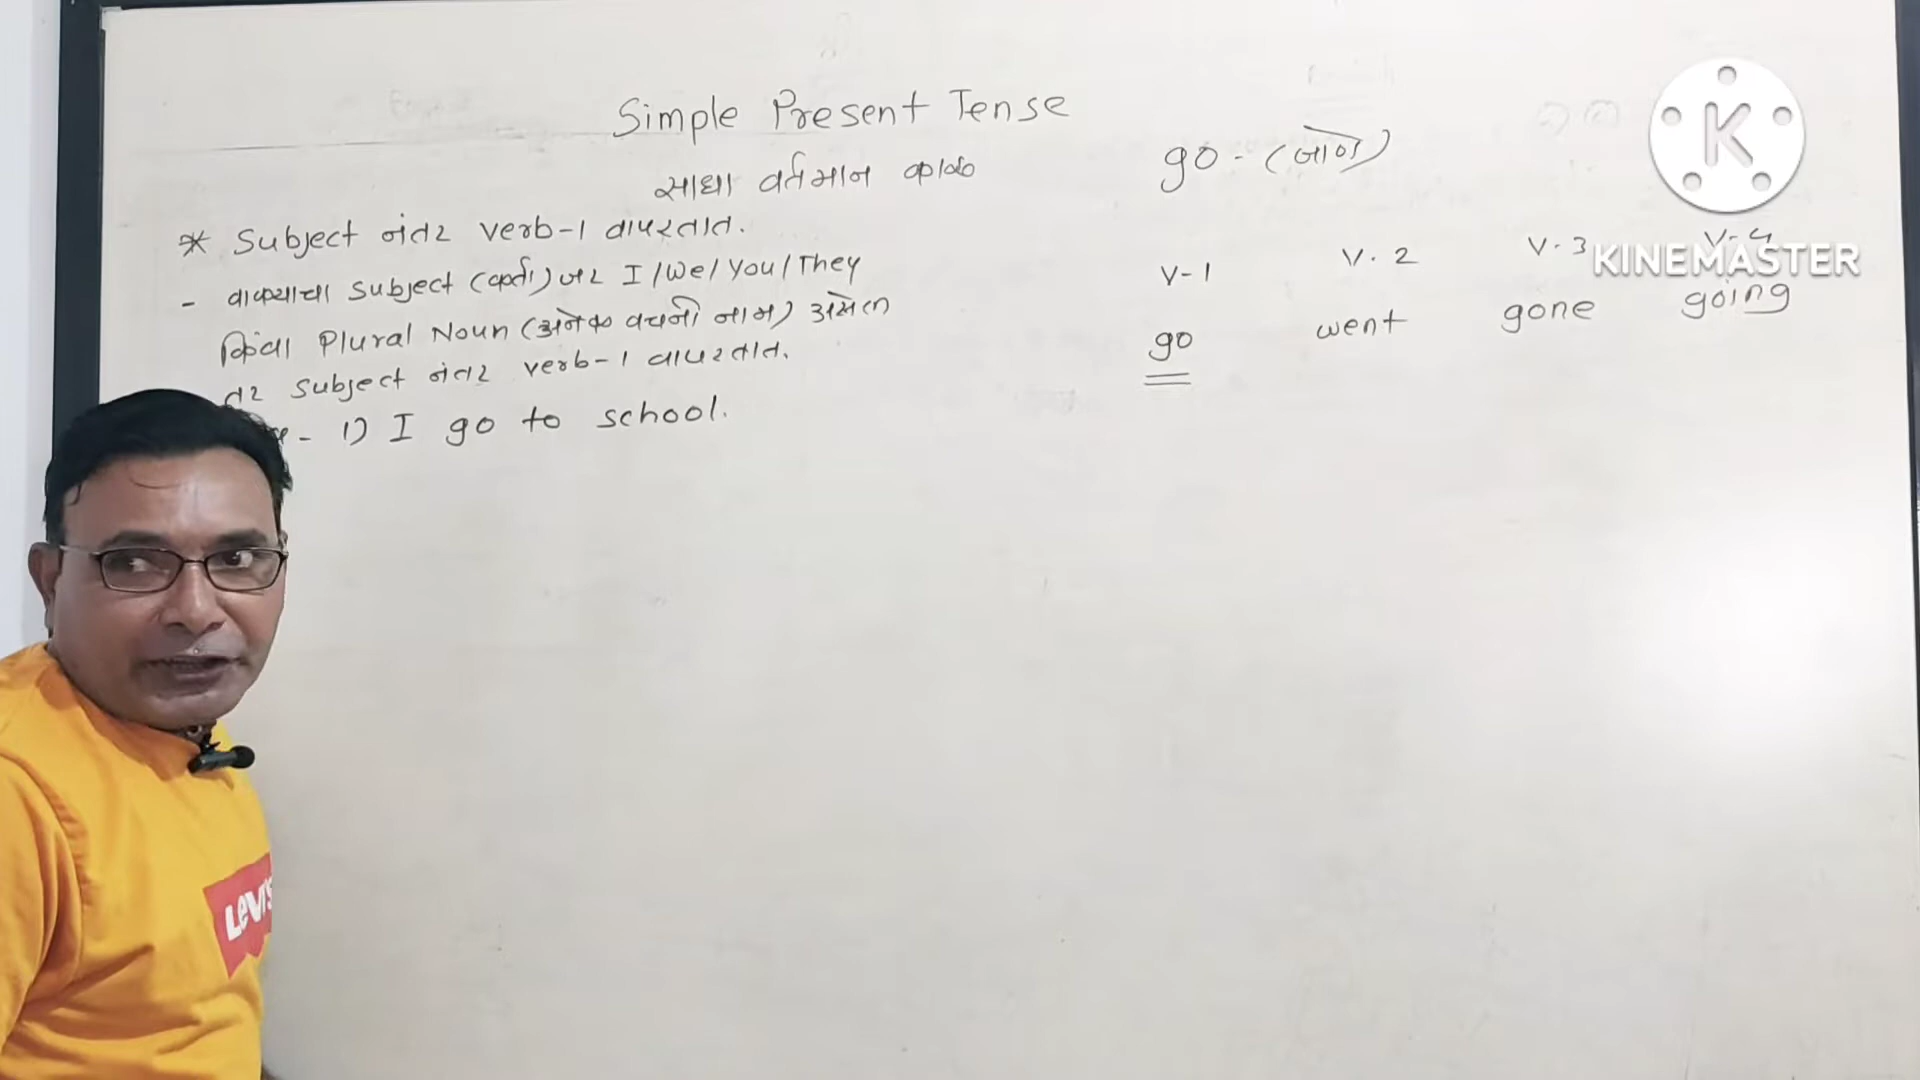 Simple Present Tense
साधा वर्तमान काळ
* Subject नंतर verb-1 वापरतात.
- वाक्याचा subject (कर्ता) जर I/We/You/They
किंवा Plural Noun (अनेक वचनी नाम) असेल
तर subject नंतर verb-1 वापरतात.
- 1) I go to school.
go - (जाणे)
V-1 V.2 V-3 V-4
go went gone going
K
KINEMASTER
Levi's